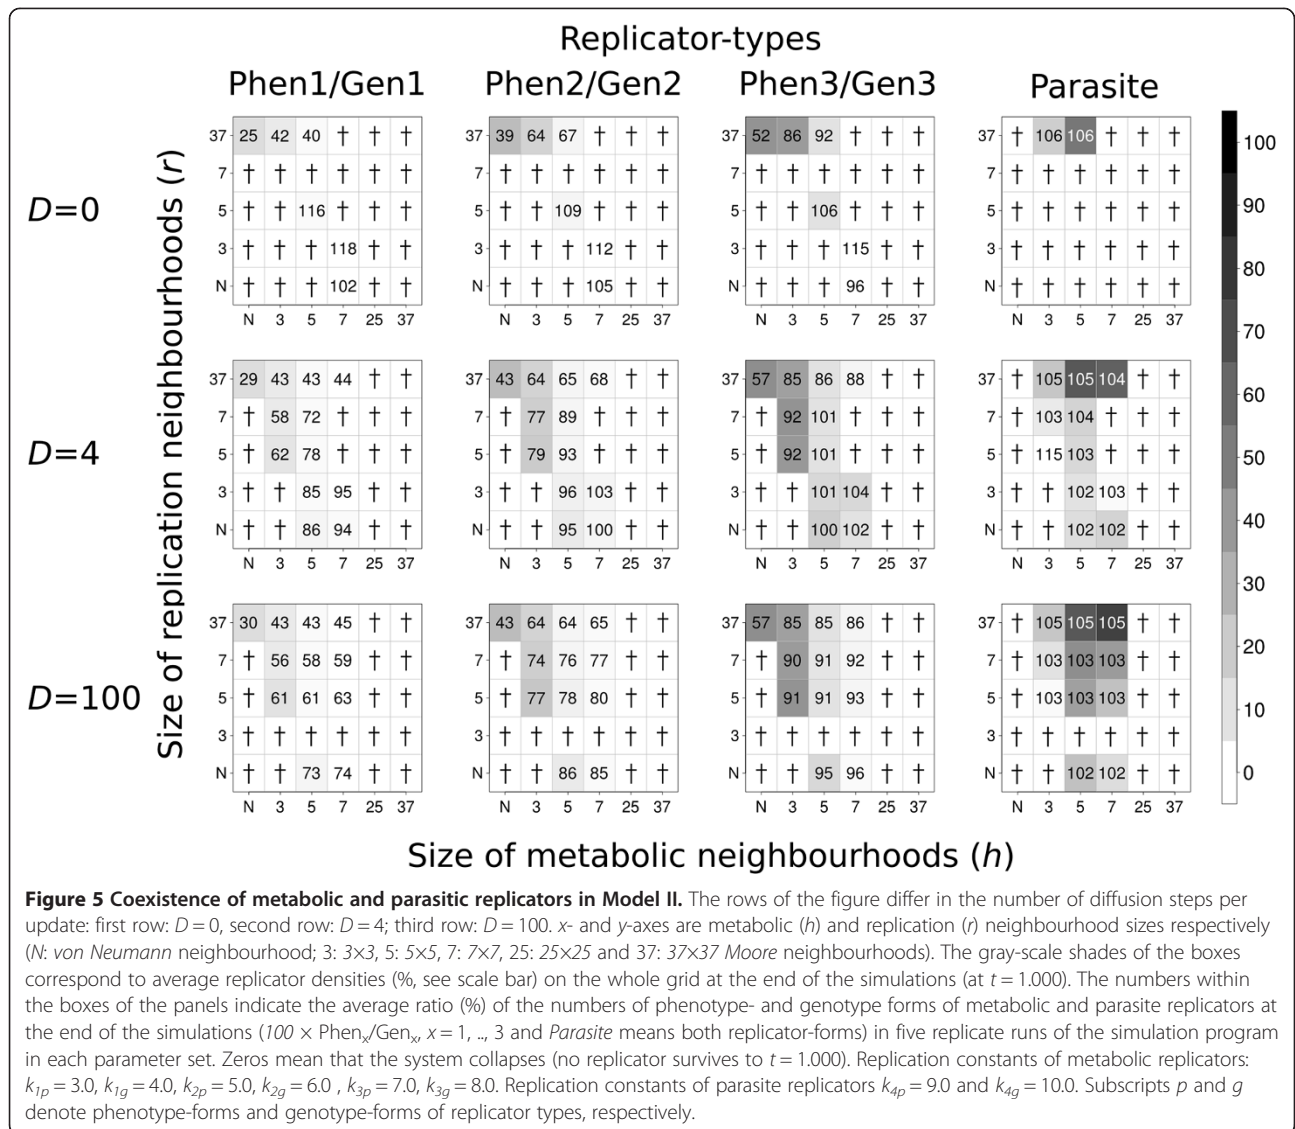 Replicator-types
Phen1/Gen1 Phen2/Gen2 Phen3/Gen3 Parasite
Size of replication neighbourhoods (r)
D=0
37 25 42 40 † † †
7 † † † † † †
5 † † 116 † † †
3 † † † 118 † †
N † † † 102 † †
N 3 5 7 25 37
39 64 67 † † †
† † † † † †
† † 109 † † †
† † † 112 † †
† † † 105 † †
N 3 5 7 25 37
37 52 86 92 † † †
7 † † † † † †
5 † † 106 † † †
3 † † † 115 † †
N † † † 96 † †
N 3 5 7 25 37
37 † 106 106 † † †
7 † † † † † †
5 † † † † † †
3 † † † † † †
N † † † † † †
N 3 5 7 25 37
D=4
37 29 43 43 44 † †
7 † 58 72 † † †
5 † 62 78 † † †
3 † † 85 95 † †
N † † 86 94 † †
N 3 5 7 25 37
37 43 64 65 68 † †
7 † 77 89 † † †
5 † 79 93 † † †
3 † † 96 103 † †
N † † 95 100 † †
N 3 5 7 25 37
37 57 85 86 88 † †
7 † 92 101 † † †
5 † 92 101 † † †
3 † † 101 104 † †
N † † 100 102 † †
N 3 5 7 25 37
37 † 105 105 104 † †
7 † 103 104 † † †
5 † 115 103 † † †
3 † † 102 103 † †
N † † 102 102 † †
N 3 5 7 25 37
D=100
37 30 43 43 45 † †
7 † 56 58 59 † †
5 † 61 61 63 † †
3 † † † † † †
N † † 73 74 † †
N 3 5 7 25 37
37 43 64 64 65 † †
7 † 74 76 77 † †
5 † 77 78 80 † †
3 † † † † † †
N † † 86 85 † †
N 3 5 7 25 37
37 57 85 85 86 † †
7 † 90 91 92 † †
5 † 91 91 93 † †
3 † † † † † †
N † † 95 96 † †
N 3 5 7 25 37
37 † 105 105 105 † †
7 † 103 103 103 † †
5 † 103 103 103 † †
3 † † † † † †
N † † 102 102 † †
N 3 5 7 25 37
100
90
80
70
60
50
40
30
20
10
0
Size of metabolic neighbourhoods (h)
Figure 5 Coexistence of metabolic and parasitic replicators in Model II. The rows of the figure differ in the number of diffusion steps per
update: first row: D = 0, second row: D = 4; third row: D = 100. x- and y-axes are metabolic (h) and replication (r) neighbourhood sizes respectively
(N: von Neumann neighbourhood; 3: 3×3, 5: 5×5, 7: 7×7, 25: 25×25 and 37: 37×37 Moore neighbourhoods). The gray-scale shades of the boxes
correspond to average replicator densities (%, see scale bar) on the whole grid at the end of the simulations (at t = 1.000). The numbers within
the boxes of the panels indicate the average ratio (%) of the numbers of phenotype- and genotype forms of metabolic and parasite replicators at
the end of the simulations (100 × Phenx/Genx, x = 1, .., 3 and Parasite means both replicator-forms) in five replicate runs of the simulation program
in each parameter set. Zeros mean that the system collapses (no replicator survives to t = 1.000). Replication constants of metabolic replicators:
k1p = 3.0, k1g = 4.0, k2p = 5.0, k2g = 6.0 , k3p = 7.0, k3g = 8.0. Replication constants of parasite replicators k4p = 9.0 and k4g = 10.0. Subscripts p and g
denote phenotype-forms and genotype-forms of replicator types, respectively.